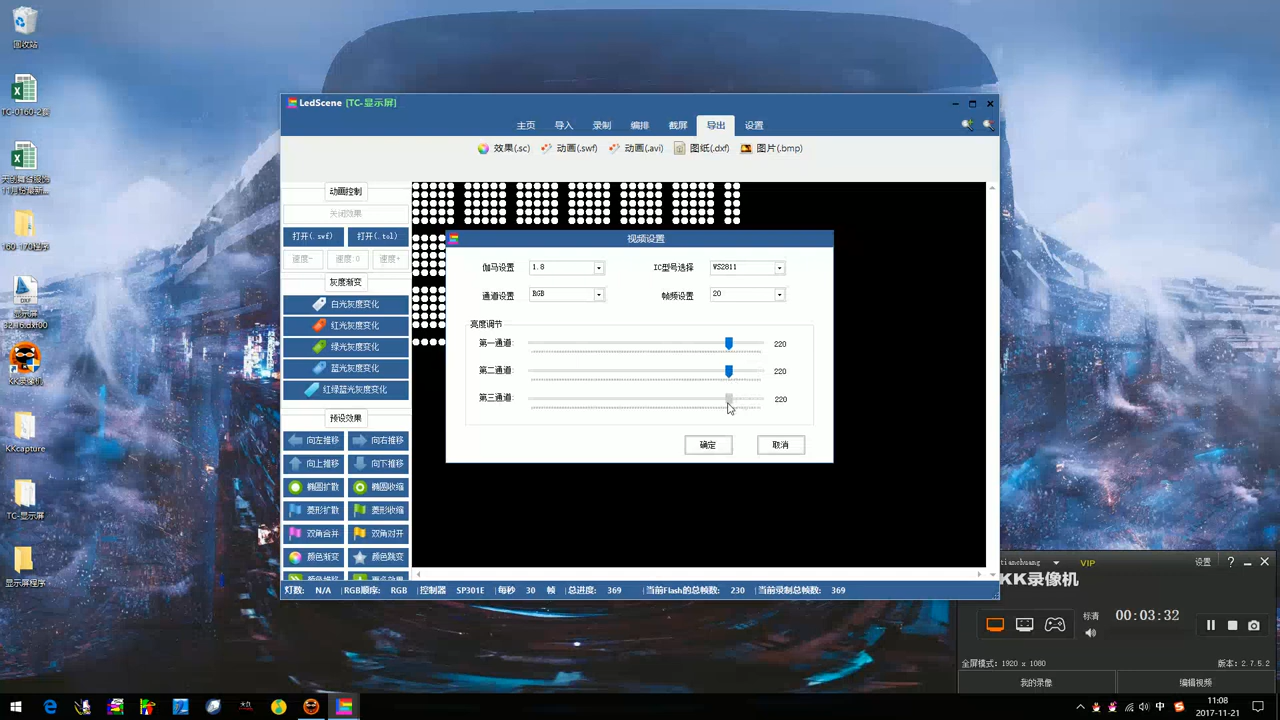 回收站
TC-0160-2做
11月份最新...
160-170程序
显示屏
KK录像机
KKcapture
TC-显示屏
显示屏程序
LedScene [TC-显示屏]
主页 导入 录制 编排 截屏 导出 设置
效果(.sc) 动画(.swf) 动画(.avi) 图纸(.dxf) 图片(.bmp)
动画控制
关闭效果
打开(.swf) 打开(.tol)
速度- 速度:0 速度+
灰度渐变
白光灰度变化
红光灰度变化
绿光灰度变化
蓝光灰度变化
红绿蓝光灰度变化
预设效果
向左推移 向右推移
向上推移 向下推移
椭圆扩散 椭圆收缩
菱形扩散 菱形收缩
双角合并 双角对开
颜色渐变 颜色跳变
视频设置
伽马设置 1.8 IC型号选择 WS2811
通道设置 RGB 帧频设置 20
亮度调节
第一通道: 220
第二通道: 220
第三通道: 220
确定 取消
灯数: N/A |RGB顺序: RGB |控制器 SP301E |每秒 30 帧 |总进度: 369 |当前Flash的总帧数: 230 |当前录制总帧数: 369
tianchuang VIP 设置 ?
KK录像机
标清 00:03:32
全屏模式: 1920 x 1080 版本: 2.7.5.2
我的录像 编辑视频
中 11:08
2017-11-21